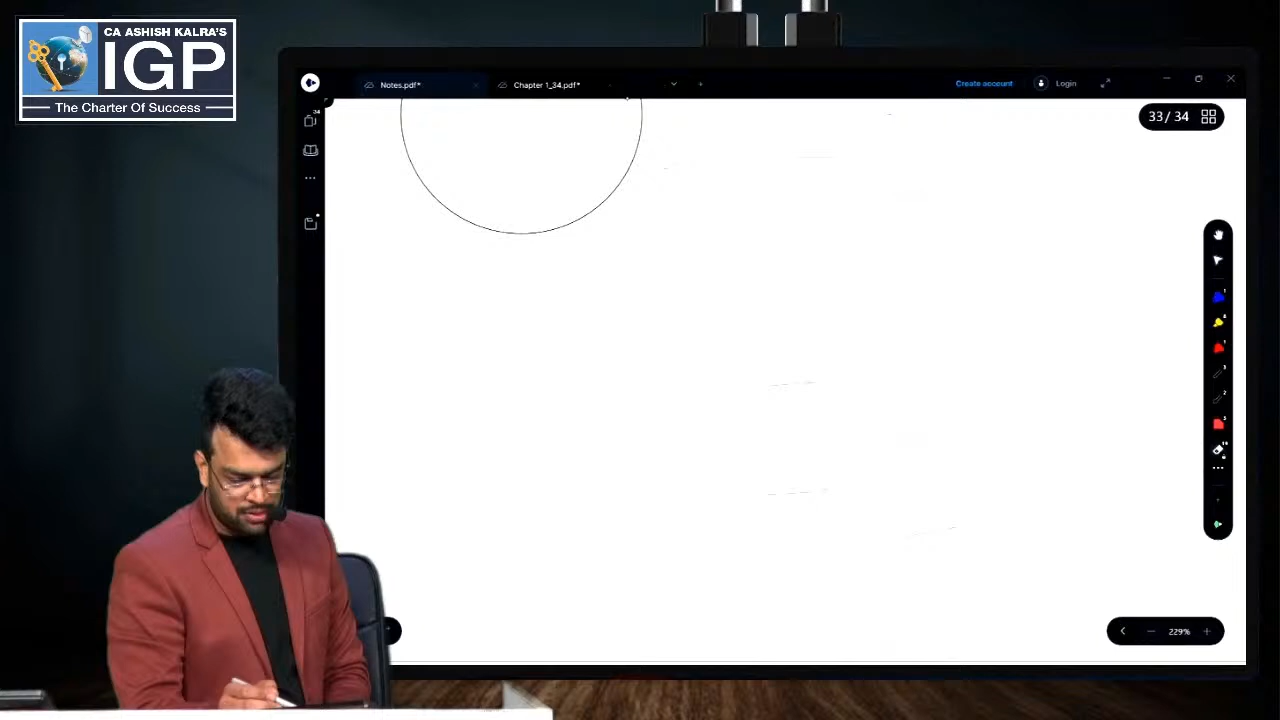 CA ASHISH KALRA'S
IGP
The Charter Of Success
Notes.pdf*
Chapter 1_34.pdf*
Create account
Login
33/ 34
229%